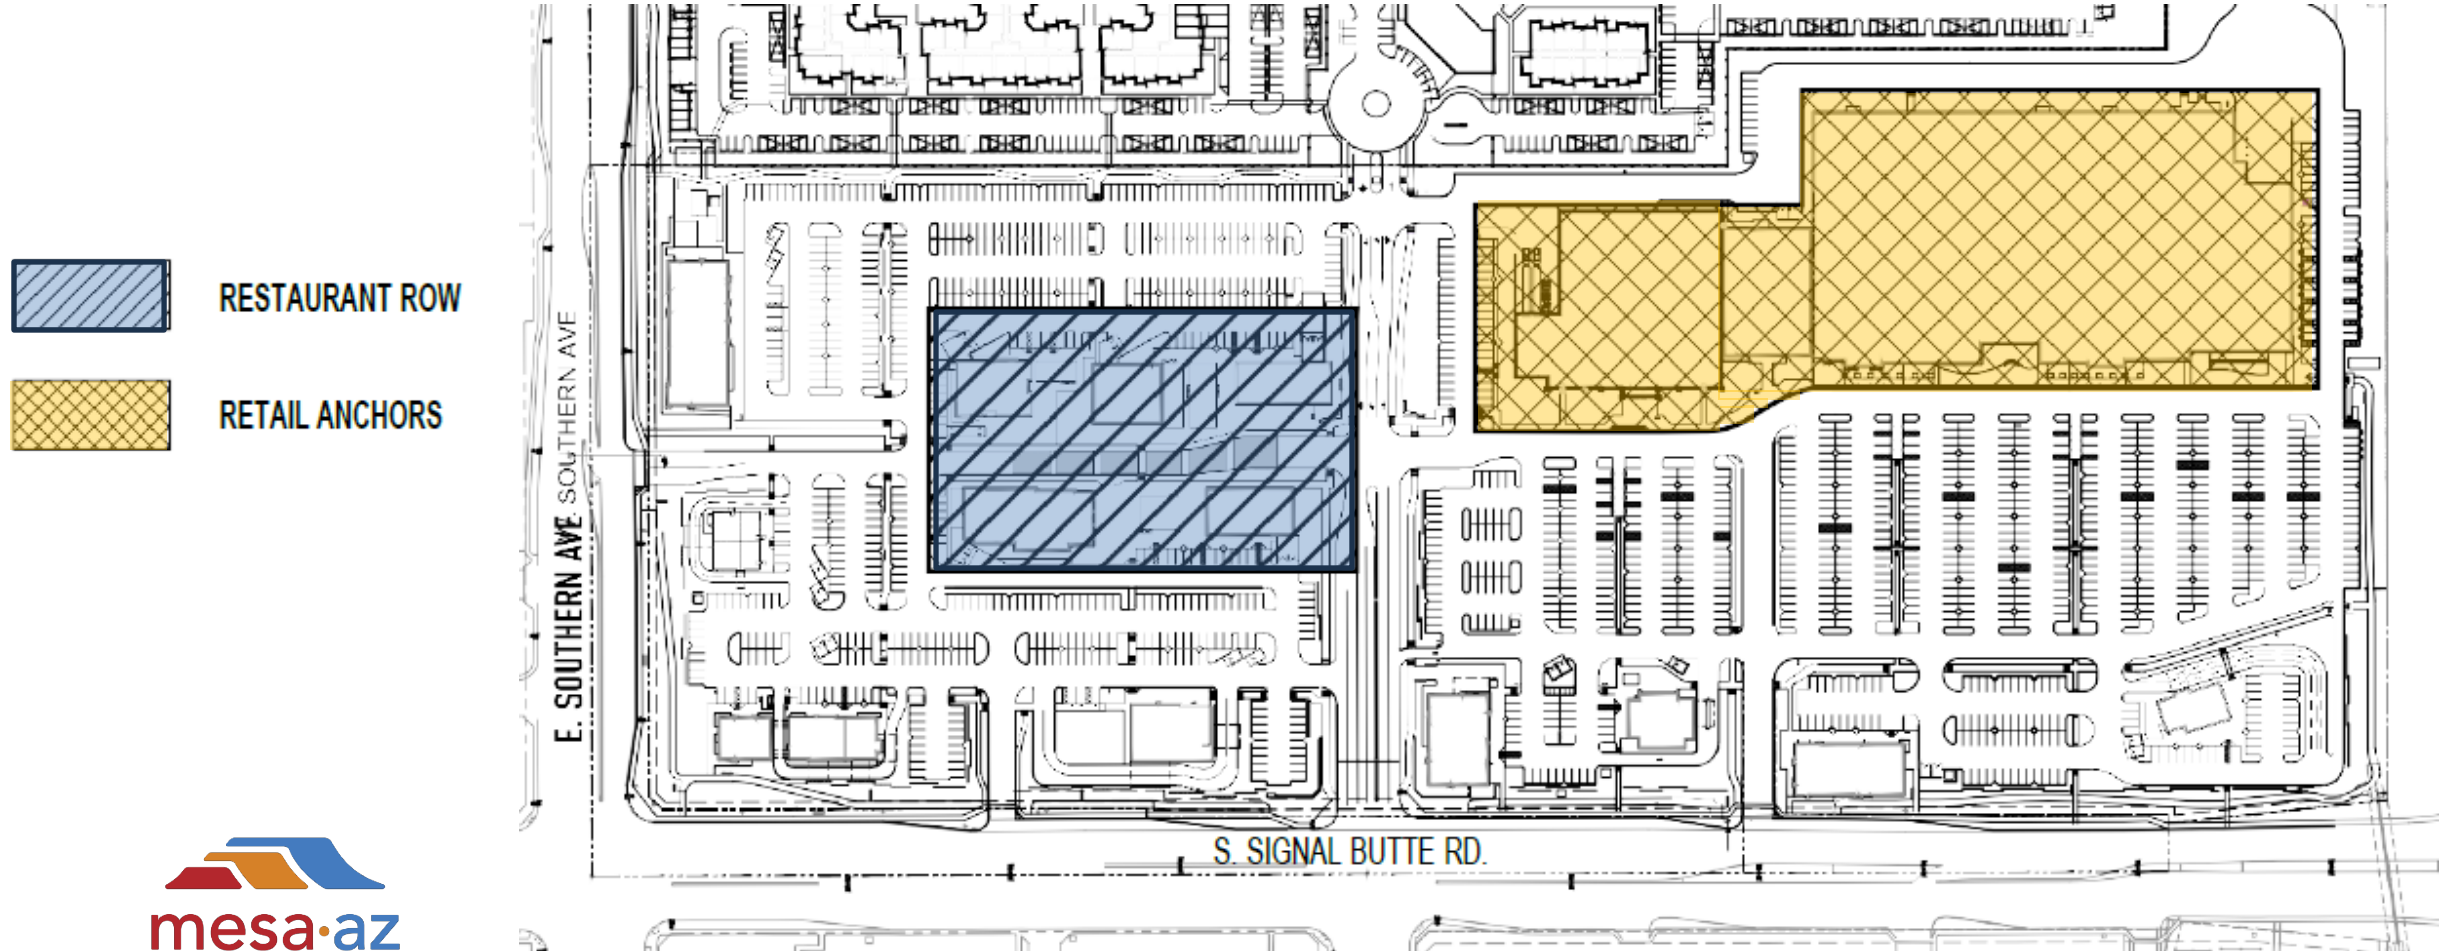 RESTAURANT ROW
RETAIL ANCHORS
E. SOUTHERN AVE
E. SOUTHERN AVE.
S. SIGNAL BUTTE RD.
mesa·az